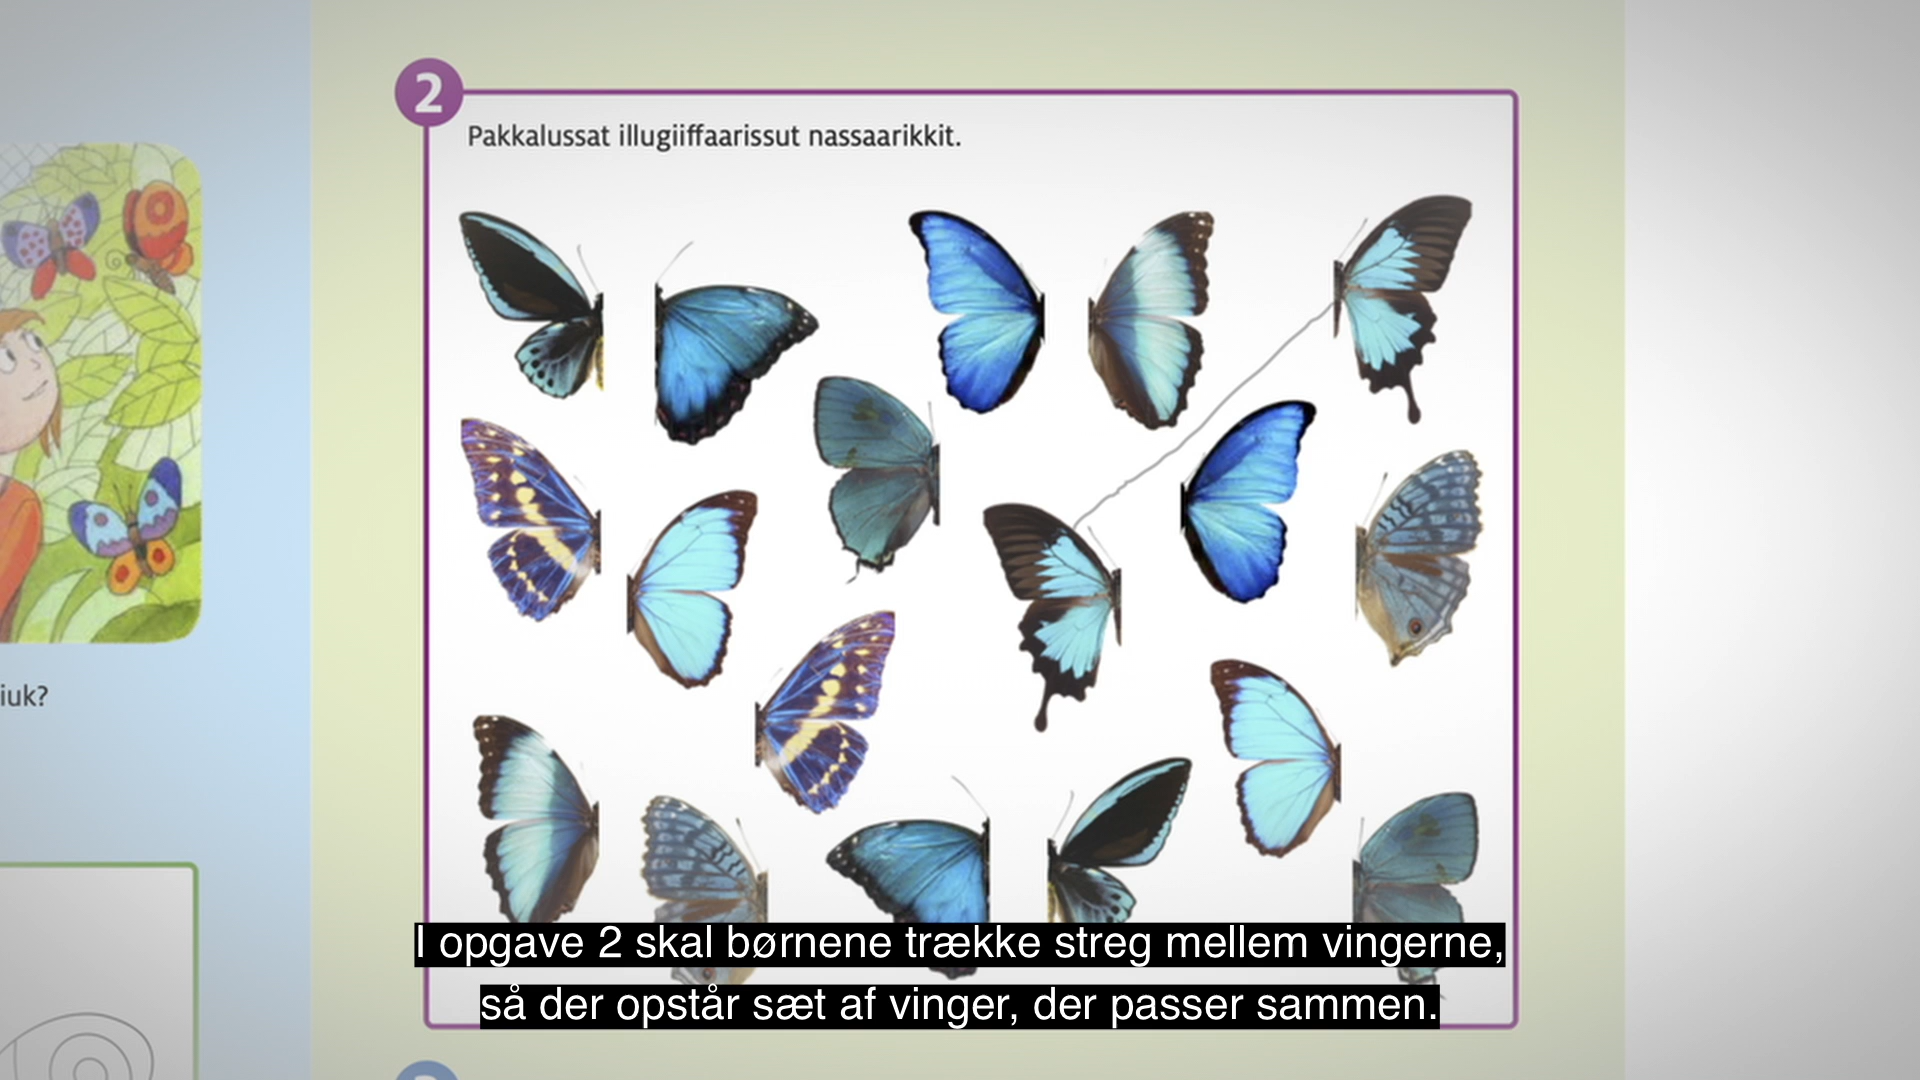 2
Pakkalussat illugiiffaarissut nassaarikkit.
iuk?
I opgave 2 skal børnene trække streg mellem vingerne,
så der opstår sæt af vinger, der passer sammen.